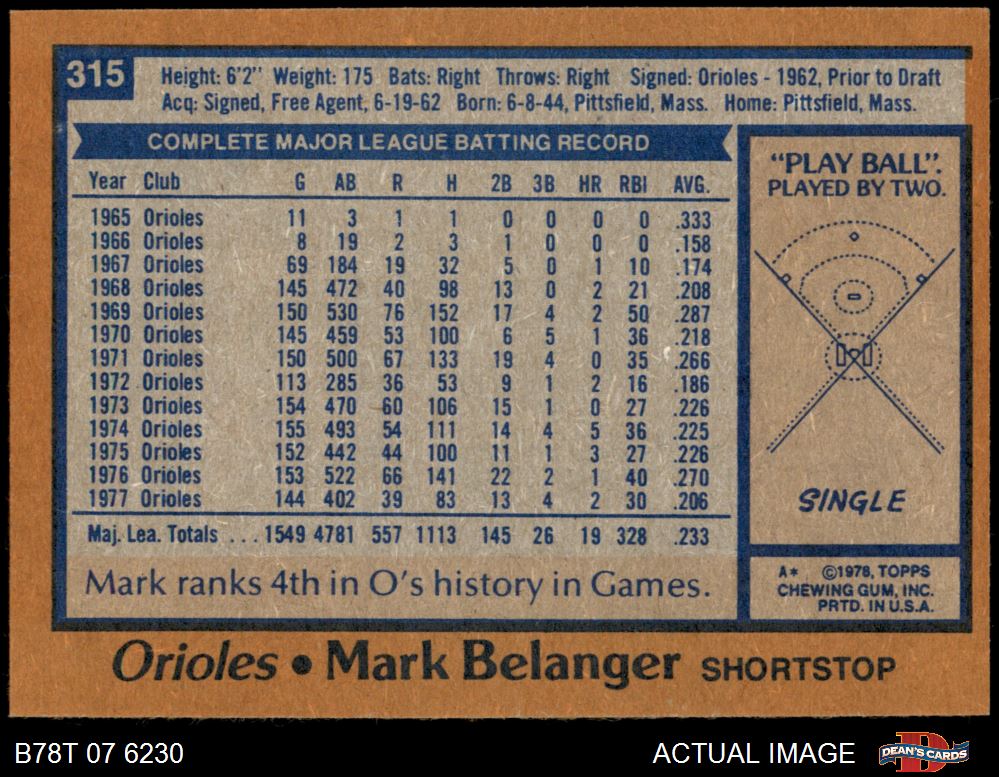 315
Height: 6'2" Weight: 175 Bats: Right Throws: Right Signed: Orioles - 1962, Prior to Draft
Acq: Signed, Free Agent, 6-19-62 Born: 6-8-44, Pittsfield, Mass. Home: Pittsfield, Mass.
COMPLETE MAJOR LEAGUE BATTING RECORD
Year Club G AB R H 2B 3B HR RBI AVG.
1965 Orioles 11 3 1 1 0 0 0 0 .333
1966 Orioles 8 19 2 3 1 0 0 0 .158
1967 Orioles 69 184 19 32 5 0 1 10 .174
1968 Orioles 145 472 40 98 13 0 2 21 .208
1969 Orioles 150 530 76 152 17 4 2 50 .287
1970 Orioles 145 459 53 100 6 5 1 36 .218
1971 Orioles 150 500 67 133 19 4 0 35 .266
1972 Orioles 113 285 36 53 9 1 2 16 .186
1973 Orioles 154 470 60 106 15 1 0 27 .226
1974 Orioles 155 493 54 111 14 4 5 36 .225
1975 Orioles 152 442 44 100 11 1 3 27 .226
1976 Orioles 153 522 66 141 22 2 1 40 .270
1977 Orioles 144 402 39 83 13 4 2 30 .206
Maj. Lea. Totals ... 1549 4781 557 1113 145 26 19 328 .233
Mark ranks 4th in O's history in Games.
"PLAY BALL".
PLAYED BY TWO.
SINGLE
A* ©1978, TOPPS
CHEWING GUM, INC.
PRTD. IN U.S.A.
Orioles • Mark Belanger SHORTSTOP
B78T 07 6230
ACTUAL IMAGE
D
DEAN'S CARDS